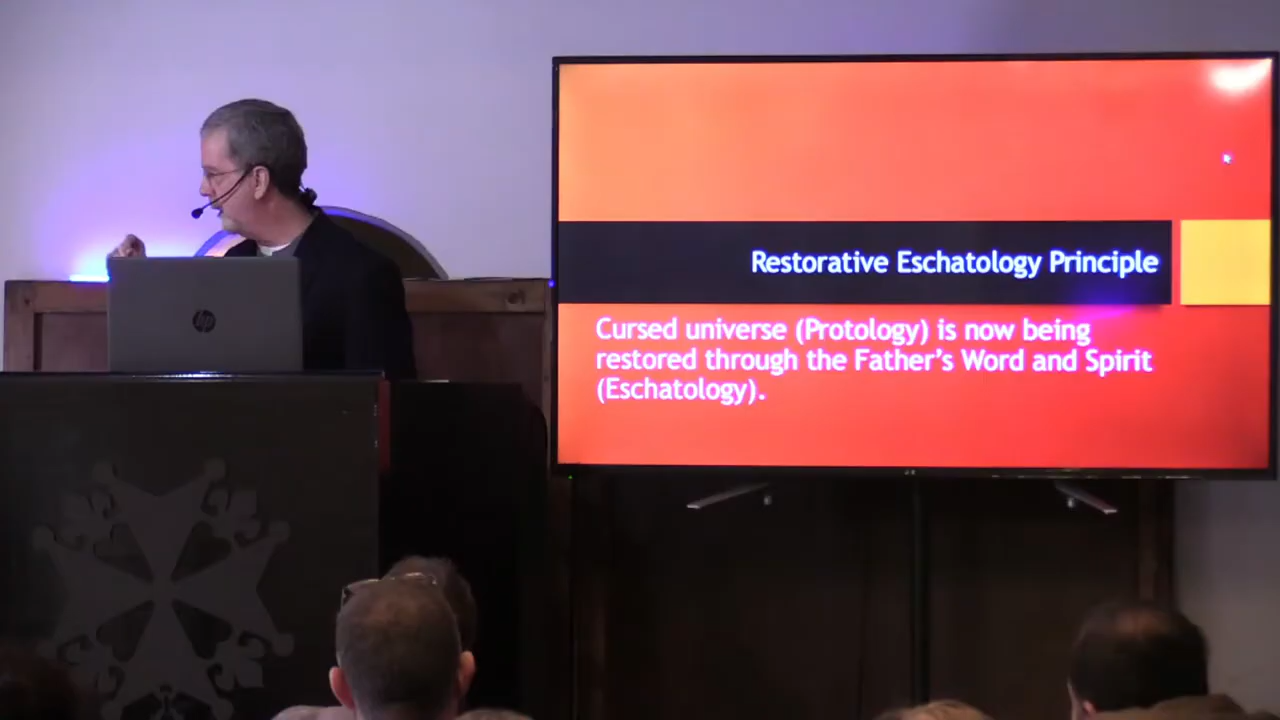 Restorative Eschatology Principle
Cursed universe (Protology) is now being
restored through the Father's Word and Spirit
(Eschatology).
hp